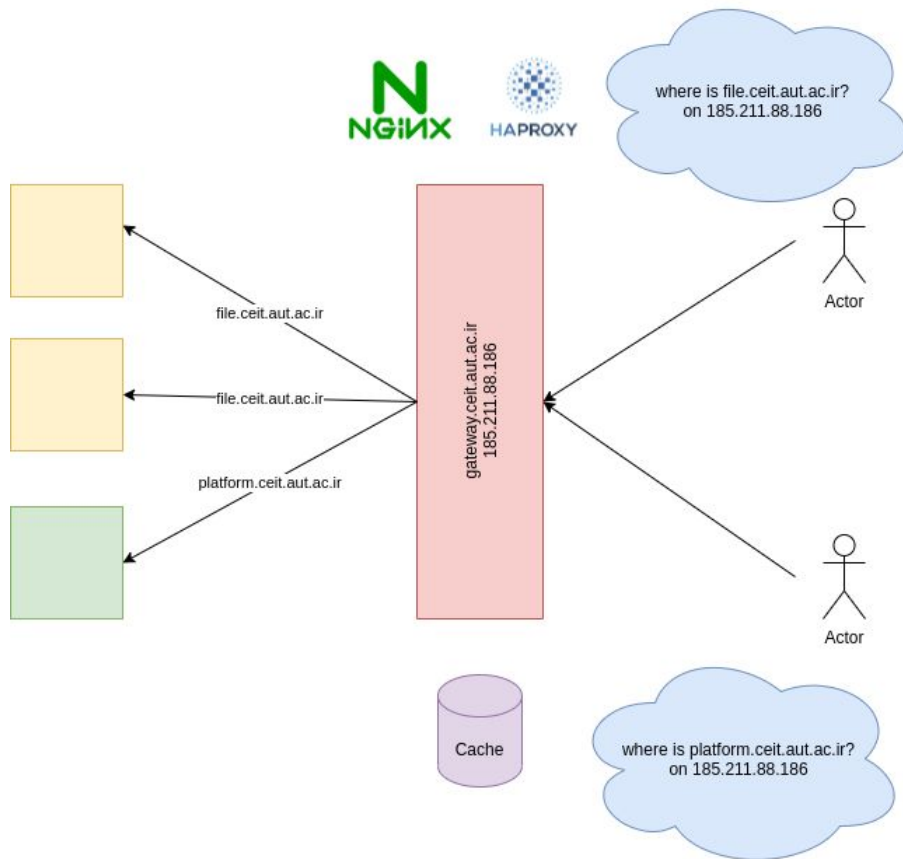 NGINX
HAPROXY
where is file.ceit.aut.ac.ir?
on 185.211.88.186
Actor
file.ceit.aut.ac.ir
file.ceit.aut.ac.ir
platform.ceit.aut.ac.ir
gateway.ceit.aut.ac.ir
185.211.88.186
Actor
Cache
where is platform.ceit.aut.ac.ir?
on 185.211.88.186